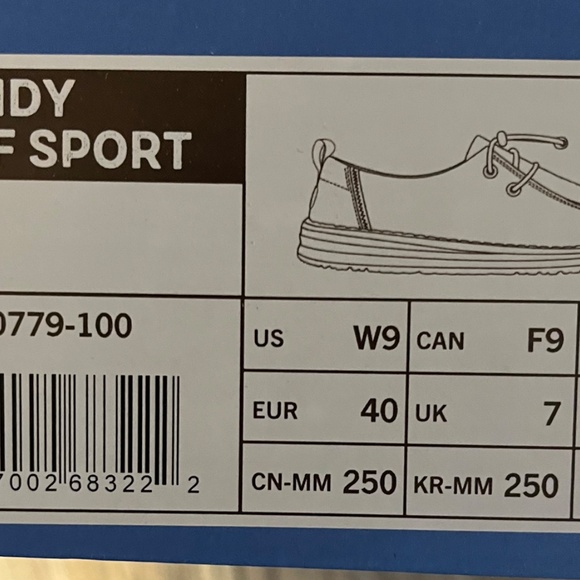 IDY
F SPORT
0779-100
US W9 CAN F9
EUR 40 UK 7
CN-MM 250 KR-MM 250
7002 68322 2